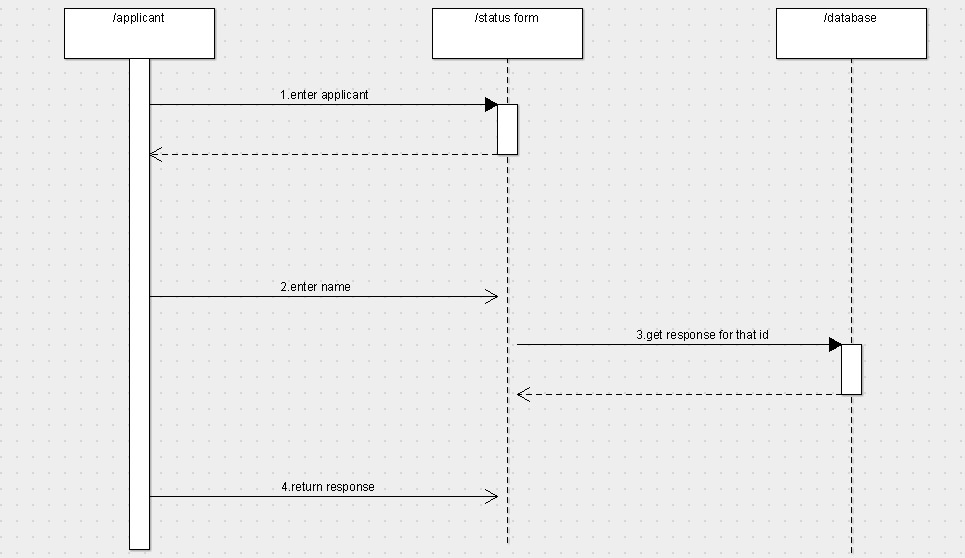 /applicant
/status form
/database
1.enter applicant
2.enter name
3.get response for that id
4.return response